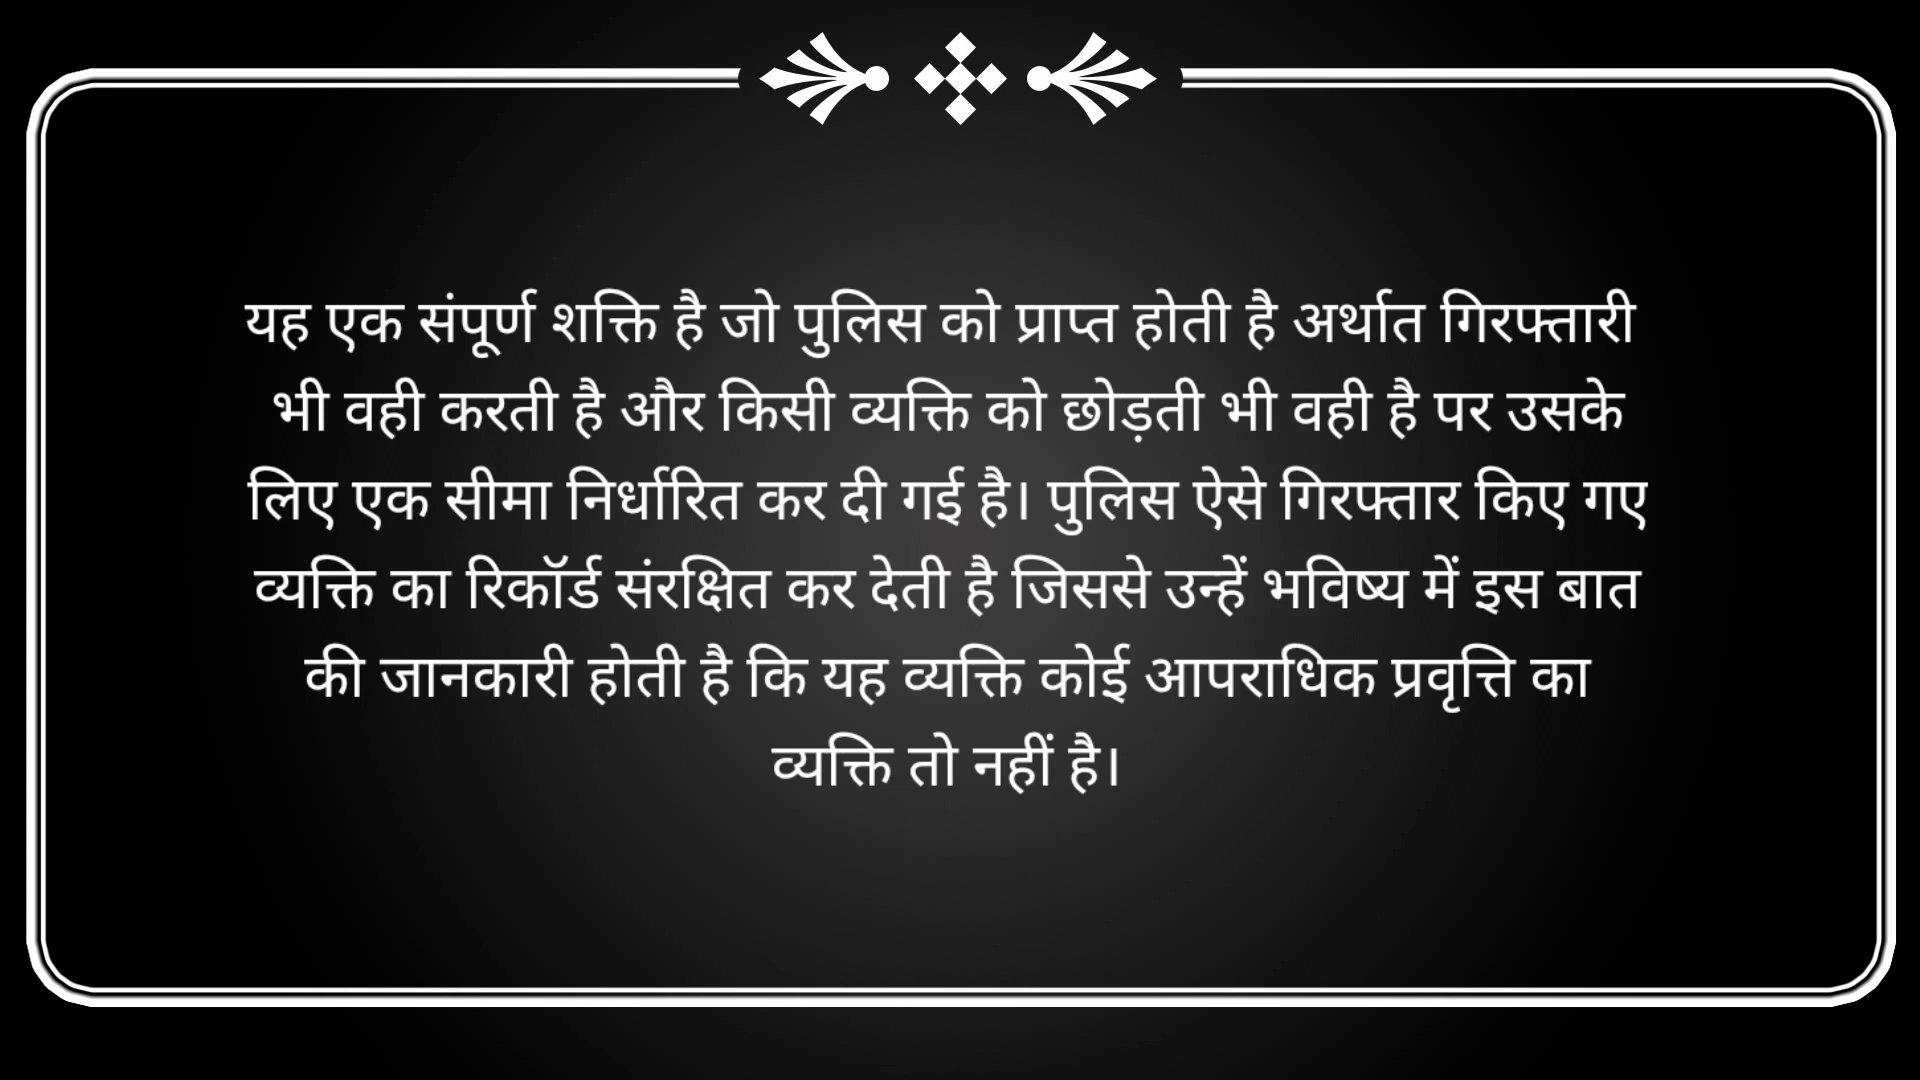 यह एक संपूर्ण शक्ति है जो पुलिस को प्राप्त होती है अर्थात गिरफ्तारी
भी वही करती है और किसी व्यक्ति को छोड़ती भी वही है पर उसके
लिए एक सीमा निर्धारित कर दी गई है। पुलिस ऐसे गिरफ्तार किए गए
व्यक्ति का रिकॉर्ड संरक्षित कर देती है जिससे उन्हें भविष्य में इस बात
की जानकारी होती है कि यह व्यक्ति कोई आपराधिक प्रवृत्ति का
व्यक्ति तो नहीं है।